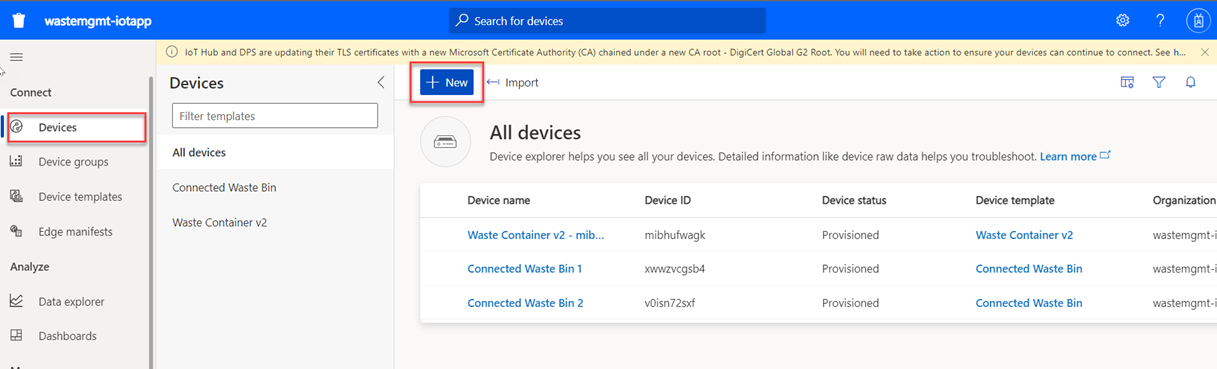 wastemgmt-iotapp
Search for devices
IoT Hub and DPS are updating their TLS certificates with a new Microsoft Certificate Authority (CA) chained under a new CA root - DigiCert Global G2 Root. You will need to take action to ensure your devices can continue to connect. See h...
Connect
Devices
Device groups
Device templates
Edge manifests
Analyze
Data explorer
Dashboards
Devices
Filter templates
All devices
Connected Waste Bin
Waste Container v2
New Import
All devices
Device explorer helps you see all your devices. Detailed information like device raw data helps you troubleshoot. Learn more
Device name Device ID Device status Device template Organization
Waste Container v2 - mib... mibhufwagk Provisioned Waste Container v2 wastemgmt-i
Connected Waste Bin 1 xwwzvcgsb4 Provisioned Connected Waste Bin wastemgmt-i
Connected Waste Bin 2 v0isn72sxf Provisioned Connected Waste Bin wastemgmt-i